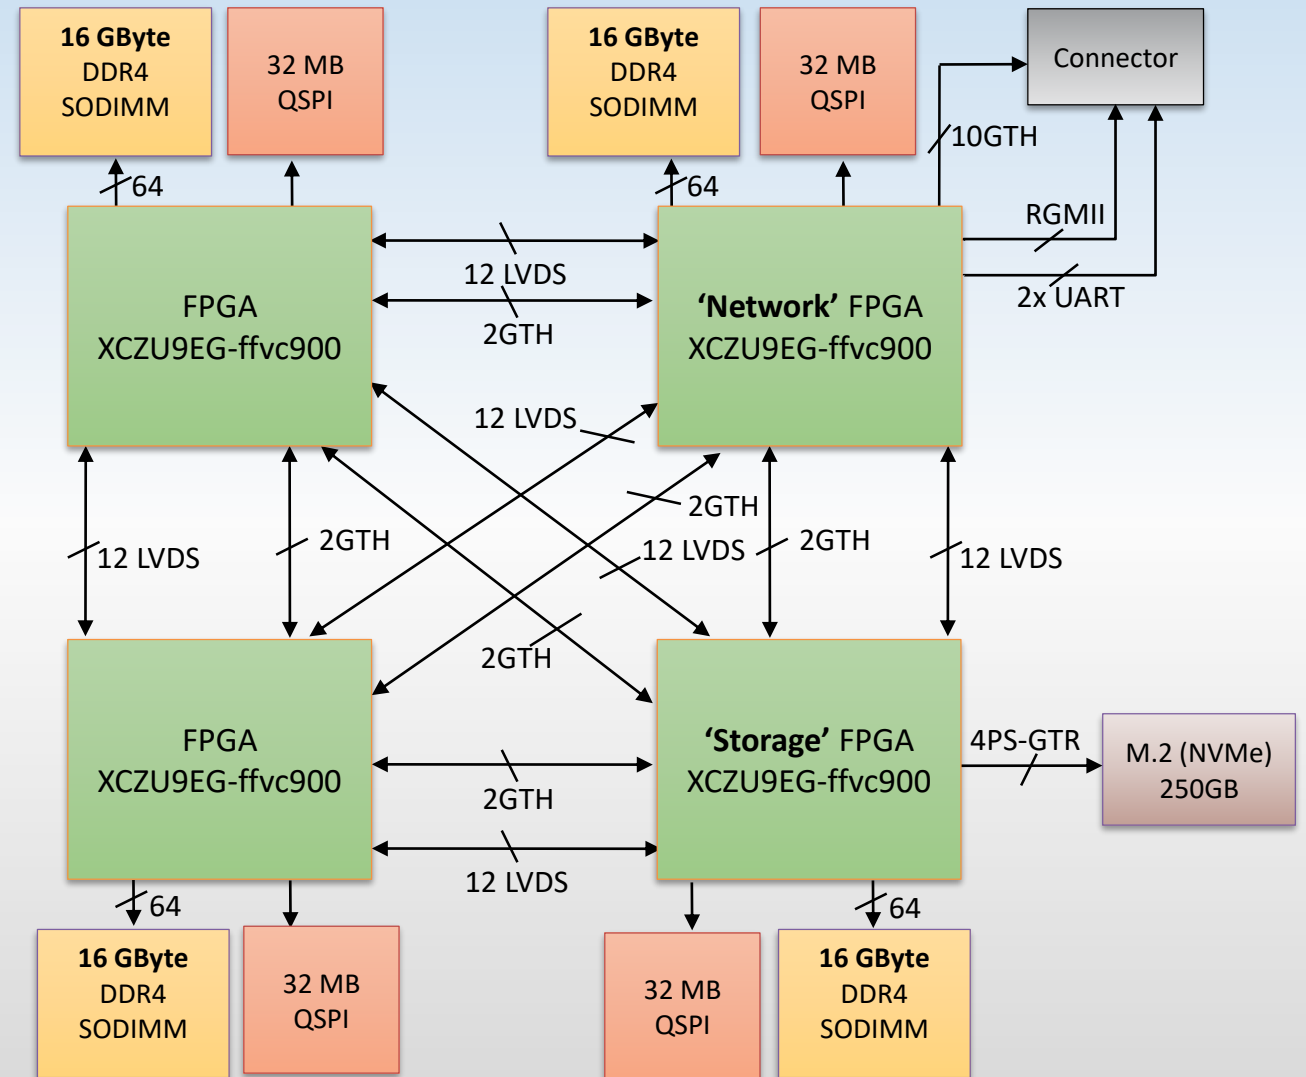 16 GByte
DDR4
SODIMM
32 MB
QSPI
16 GByte
DDR4
SODIMM
32 MB
QSPI
Connector
64
64
10GTH
RGMII
2x UART
FPGA
XCZU9EG-ffvc900
12 LVDS
2GTH
‘Network’ FPGA
XCZU9EG-ffvc900
12 LVDS
2GTH
12 LVDS
2GTH
12 LVDS
2GTH
12 LVDS
2GTH
FPGA
XCZU9EG-ffvc900
2GTH
12 LVDS
‘Storage’ FPGA
XCZU9EG-ffvc900
4PS-GTR
M.2 (NVMe)
250GB
64
64
16 GByte
DDR4
SODIMM
32 MB
QSPI
32 MB
QSPI
16 GByte
DDR4
SODIMM